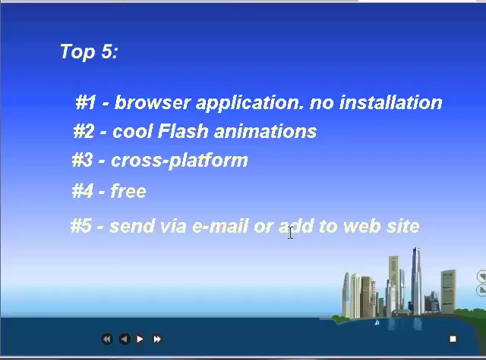 Top 5:
#1 - browser application. no installation
#2 - cool Flash animations
#3 - cross-platform
#4 - free
#5 - send via e-mail or add to web site